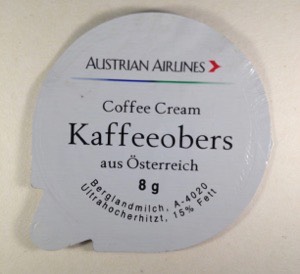 AUSTRIAN AIRLINES
Coffee Cream
Kaffeeobers
aus Österreich
8 g
Berglandmilch, A-4020
Ultrahocherhitzt, 15% Fett